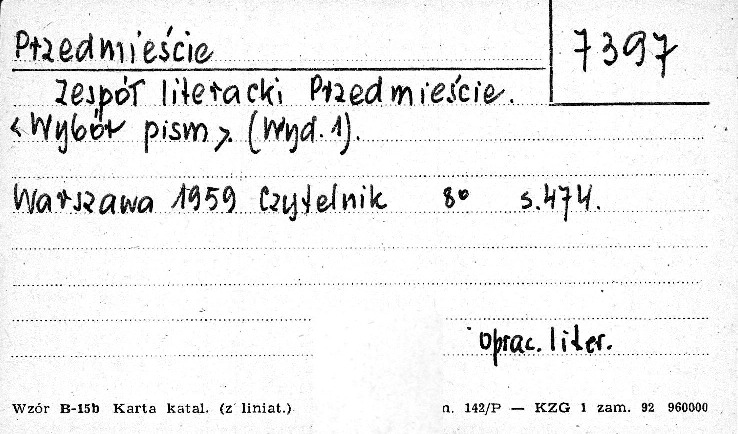 Przedmieście
7397
Zespół literacki Przedmieście.
<Wybór pism>. (Wyd. 1).
Warszawa 1959 Czytelnik 8° s. 474.
oprac. liter.
Wzór B-15b Karta katal. (z liniat.) n. 142/P — KZG 1 zam. 92 960000